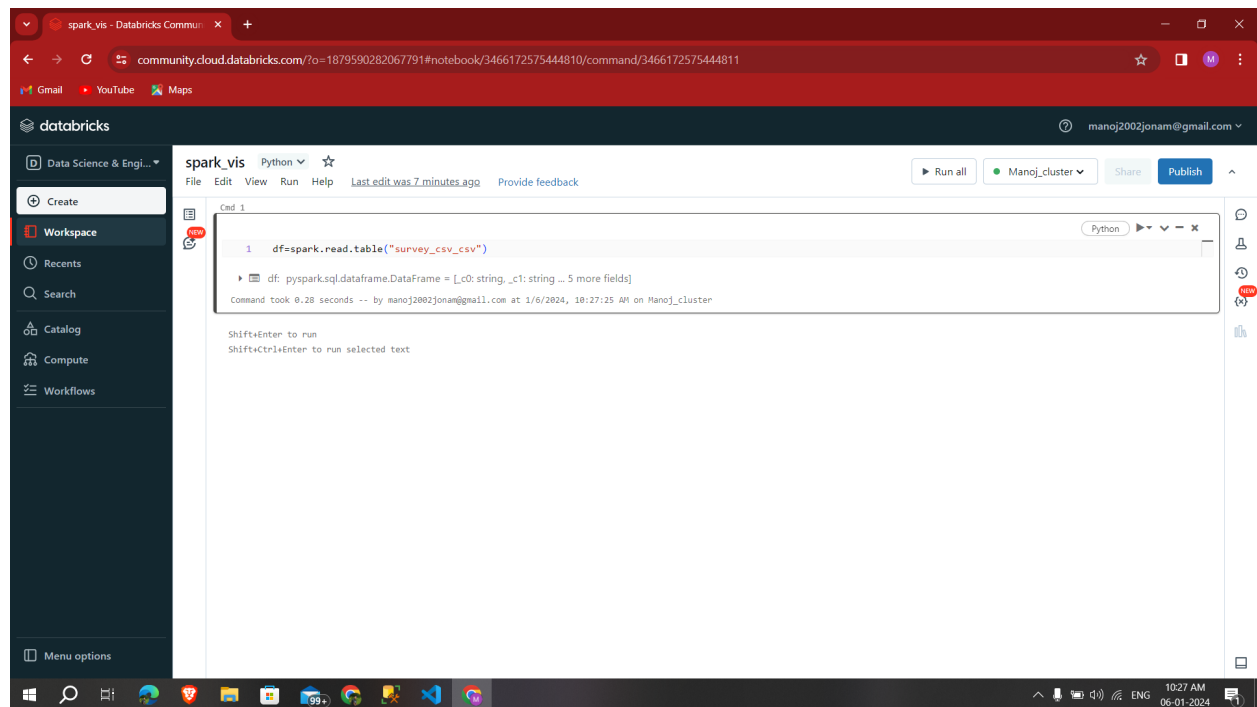 spark_vis - Databricks Commun
community.cloud.databricks.com/?o=1879590282067791#notebook/3466172575444810/command/3466172575444811
M
Gmail YouTube Maps
databricks
manoj2002jonam@gmail.com
D Data Science & Engi...
spark_vis Python
File Edit View Run Help Last edit was 7 minutes ago Provide feedback
Run all Manoj_cluster Share Publish
Create
Workspace
Recents
Search
Catalog
Compute
Workflows
Menu options
NEW
Cmd 1
Python
1 df=spark.read.table("survey_csv_csv")
df: pyspark.sql.dataframe.DataFrame = [_c0: string, _c1: string ... 5 more fields]
Command took 0.28 seconds -- by manoj2002jonam@gmail.com at 1/6/2024, 10:27:25 AM on Manoj_cluster
Shift+Enter to run
Shift+Ctrl+Enter to run selected text
NEW
{x}
99+
M
ENG
10:27 AM
06-01-2024
1